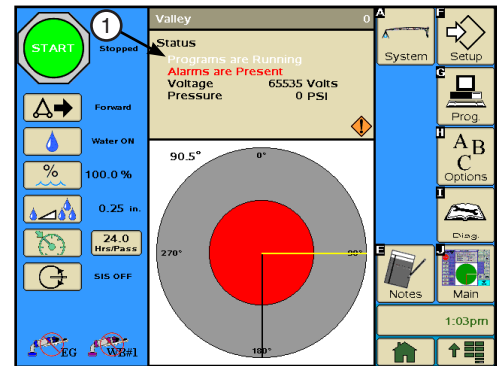 Valley 0
1
START
Stopped
Status
Programs are Running
Alarms are Present
Voltage 65535 Volts
Pressure 0 PSI
Forward
Water ON
%
100.0 %
0.25 in.
24.0
Hrs/Pass
SIS OFF
EG
WB#1
90.5°
0°
270°
90°
180°
A
System
F
Setup
G
Prog.
H
A B
C
Options
I
Diag.
E
Notes
J
Main
1:03pm